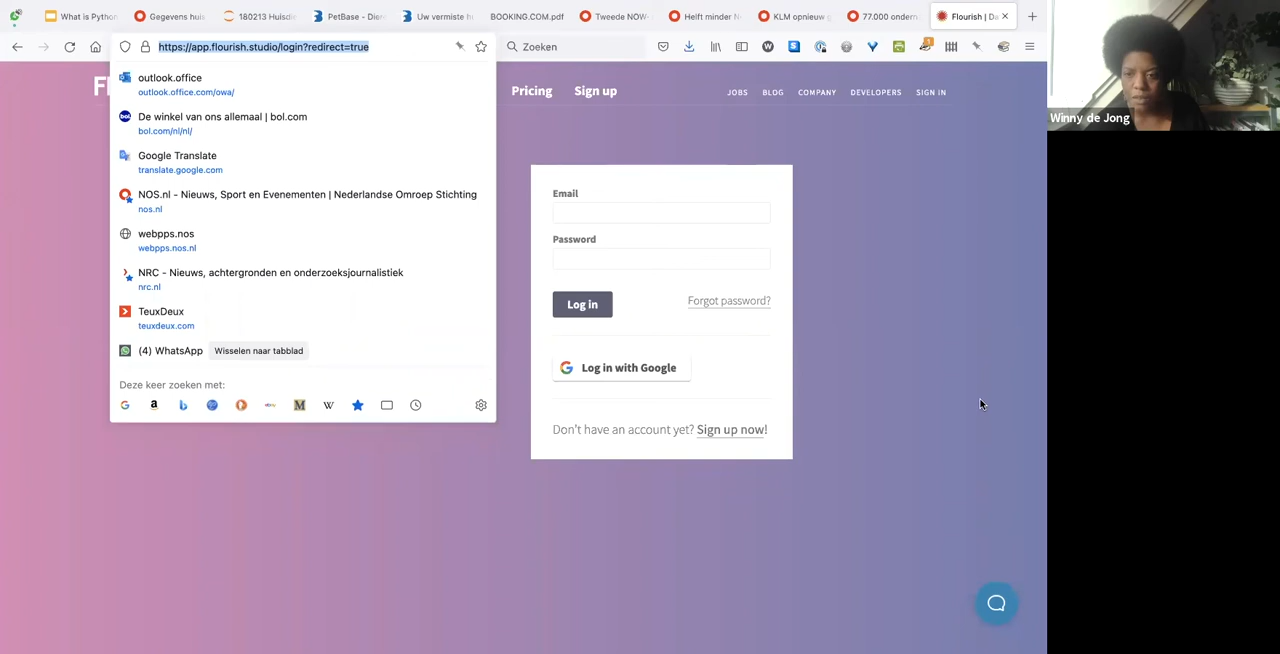 What is Python
Gegevens huis
180213 Huisdie
PetBase - Dier
Uw vermiste h
BOOKING.COM.pdf
Tweede NOW-
Helft minder N
KLM opnieuw g
77.000 ondern
Flourish | Da
https://app.flourish.studio/login?redirect=true
Zoeken
outlook.office
outlook.office.com/owa/
De winkel van ons allemaal | bol.com
bol.com/nl/nl/
Google Translate
translate.google.com
NOS.nl - Nieuws, Sport en Evenementen | Nederlandse Omroep Stichting
nos.nl
webpps.nos
webpps.nos.nl
NRC - Nieuws, achtergronden en onderzoeksjournalistiek
nrc.nl
TeuxDeux
teuxdeux.com
(4) WhatsApp Wisselen naar tabblad
Deze keer zoeken met:
Pricing Sign up
JOBS BLOG COMPANY DEVELOPERS SIGN IN
Email
Password
Log in
Forgot password?
Log in with Google
Don't have an account yet? Sign up now!
Winny de Jong